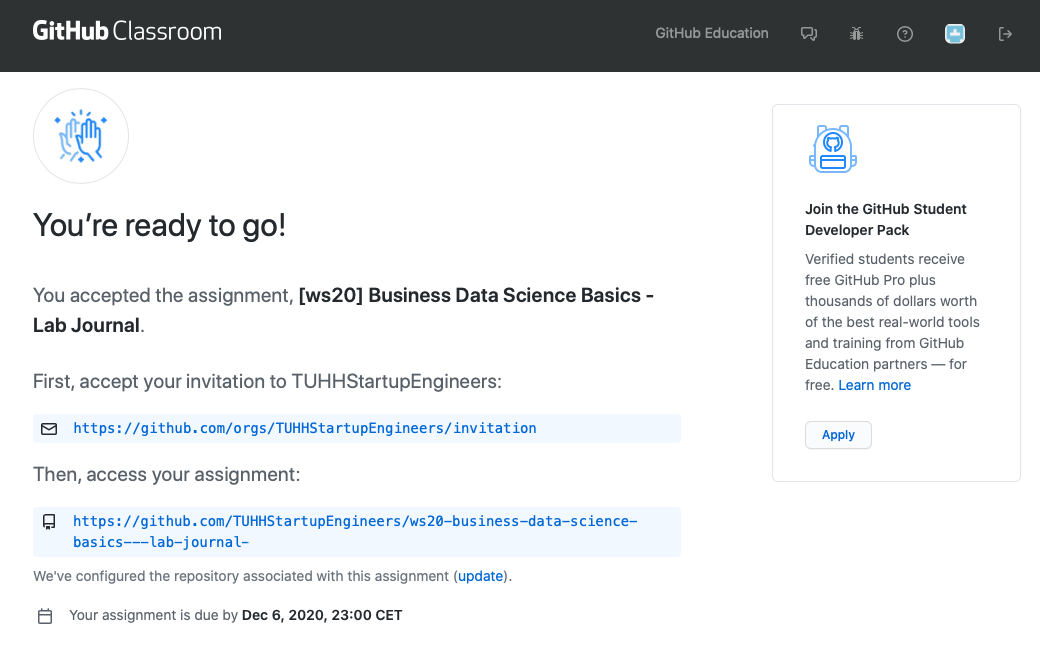 GitHub Classroom
GitHub Education
You're ready to go!
You accepted the assignment, [ws20] Business Data Science Basics -
Lab Journal.
First, accept your invitation to TUHHStartupEngineers:
https://github.com/orgs/TUHHStartupEngineers/invitation
Then, access your assignment:
https://github.com/TUHHStartupEngineers/ws20-business-data-science-
basics---lab-journal-
We've configured the repository associated with this assignment (update).
Your assignment is due by Dec 6, 2020, 23:00 CET
Join the GitHub Student
Developer Pack
Verified students receive
free GitHub Pro plus
thousands of dollars worth
of the best real-world tools
and training from GitHub
Education partners — for
free. Learn more
Apply